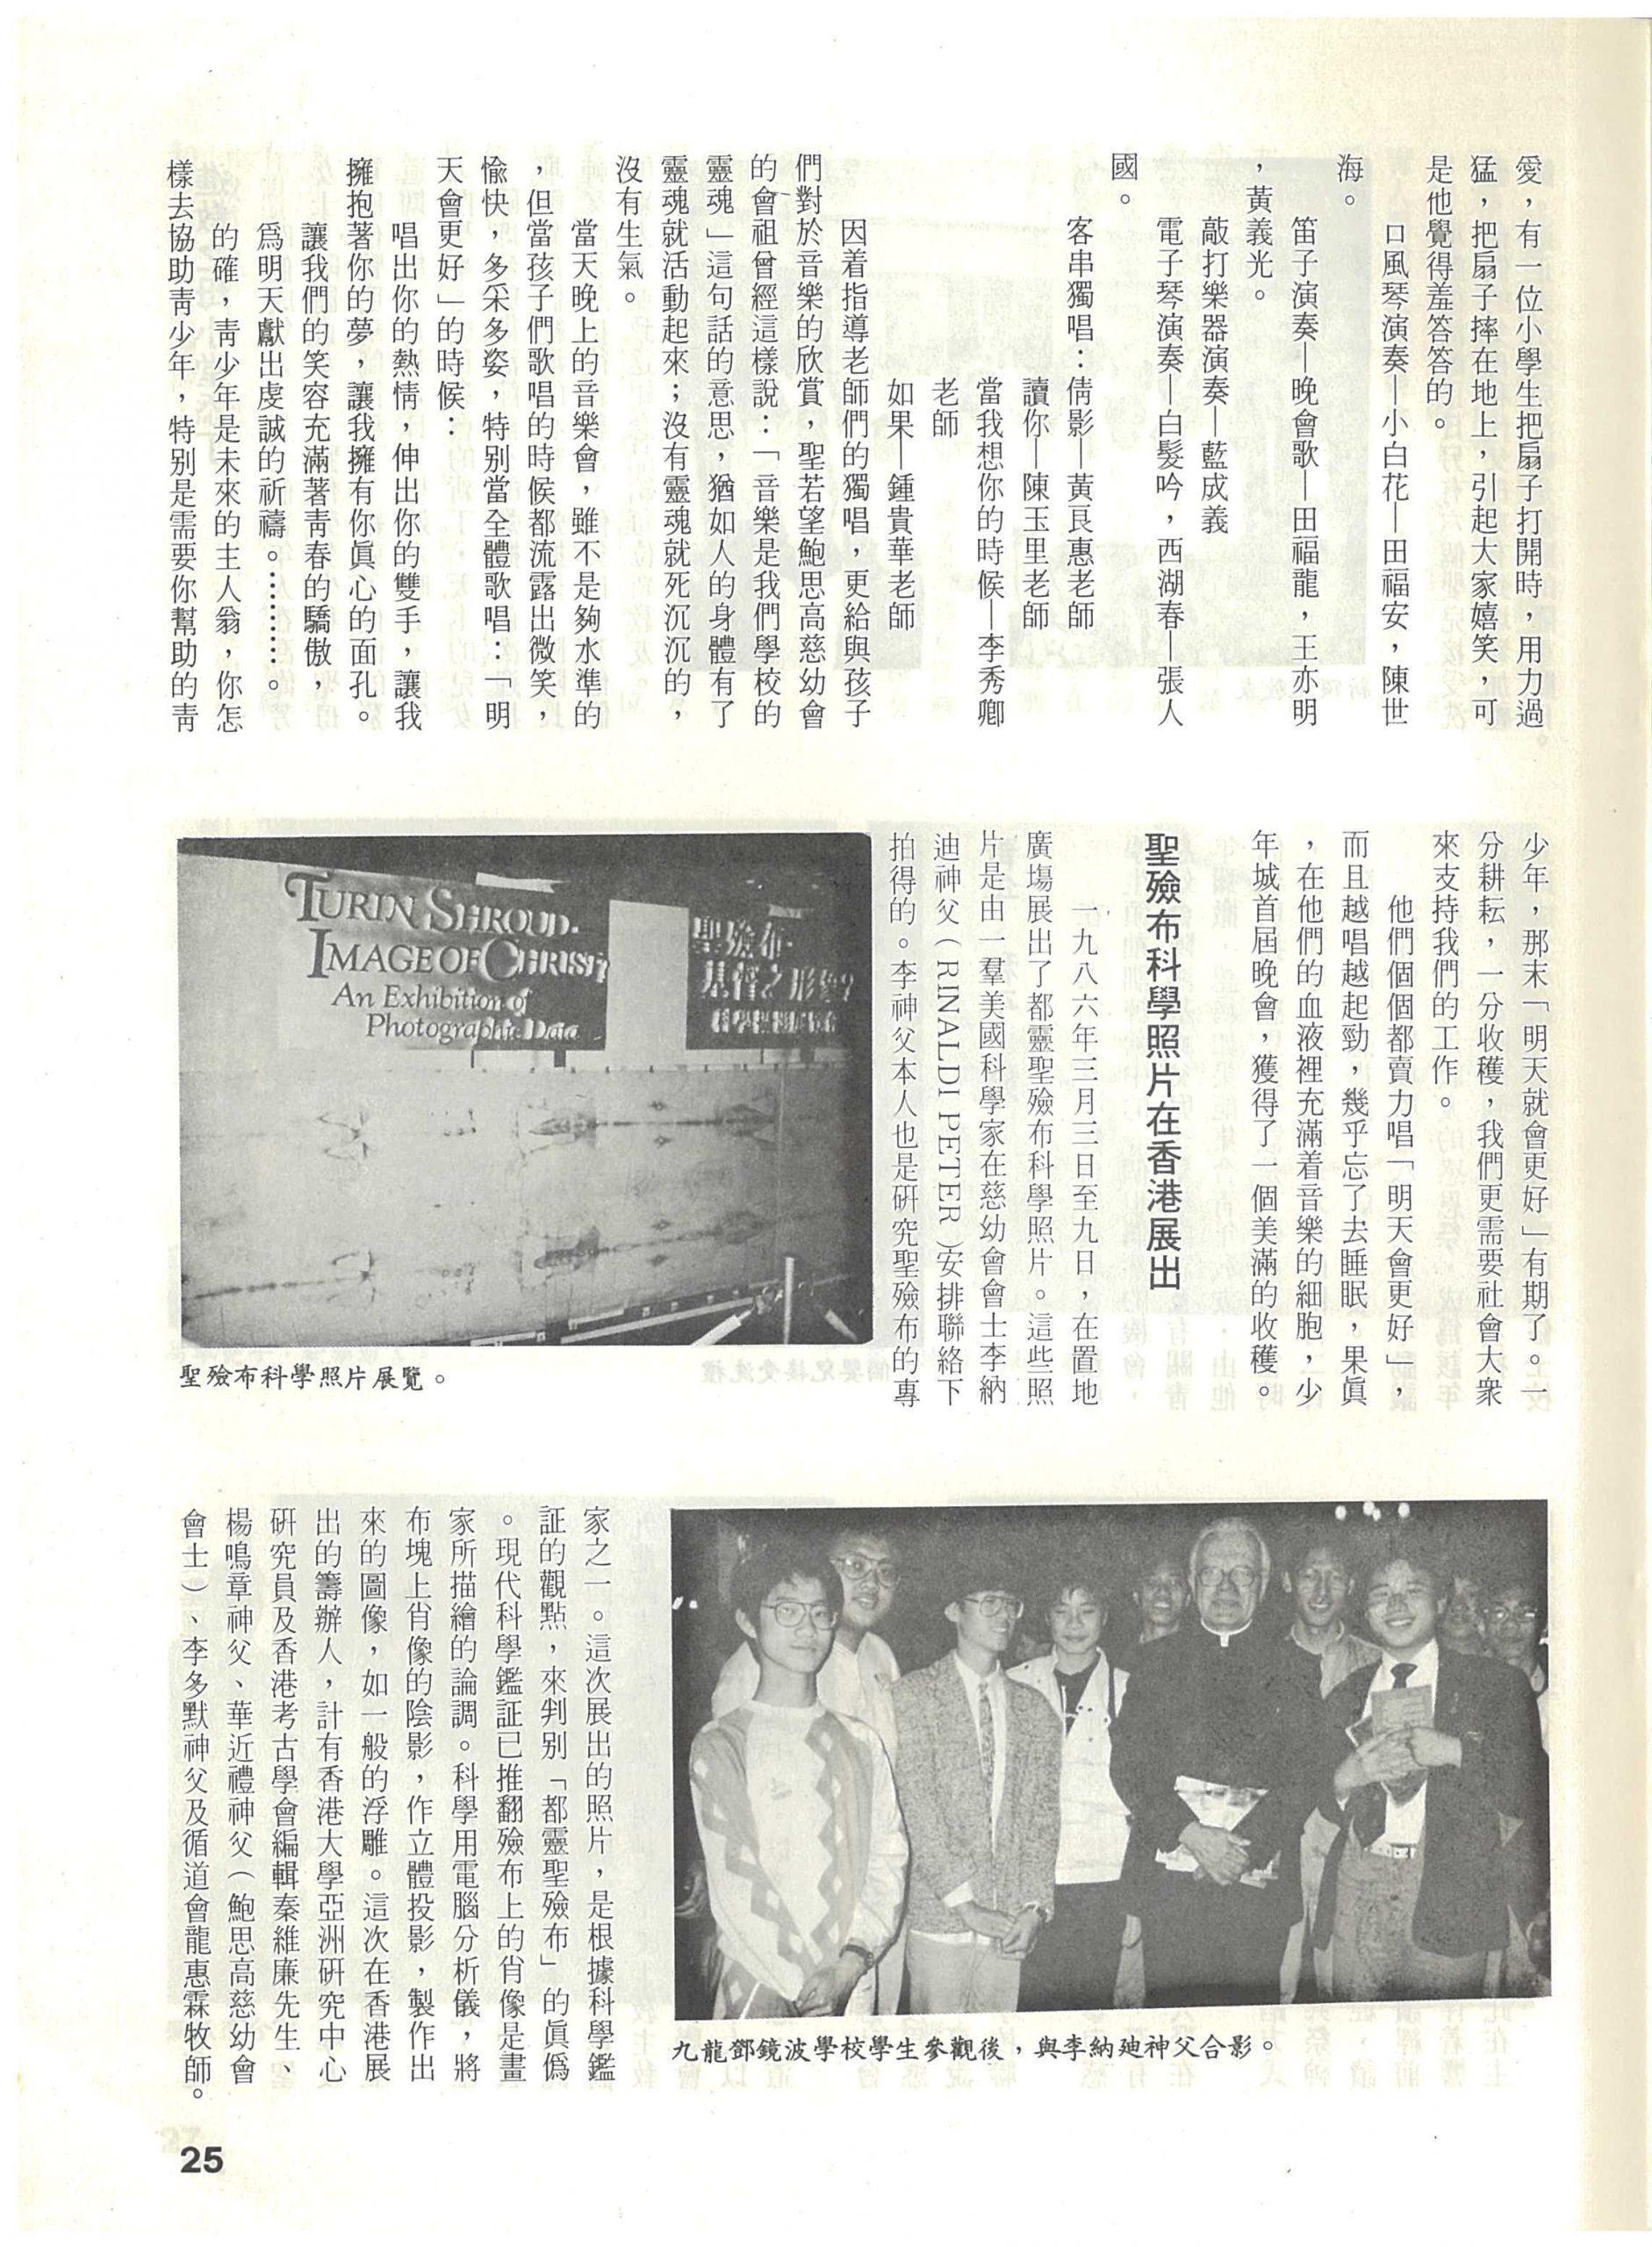 愛，有一位小學生把扇子打開時，用力過
猛，把扇子摔在地上，引起大家嬉笑，可
是他覺得羞答答的。
口風琴演奏—小白花—田福安，陳世
海。
笛子演奏—晚會歌—田福龍，王亦明
，黃義光。
敲打樂器演奏—藍成義
電子琴演奏—白髮吟，西湖春—張人
國。
客串獨唱：倩影—黃良惠老師
讀你—陳玉里老師
當我想你的時候—李秀卿
老師
如果—鍾貴華老師
因着指導老師們的獨唱，更給與孩子
們對於音樂的欣賞，聖若望鮑思高慈幼會
的會祖曾經這樣說：「音樂是我們學校的
靈魂」這句話的意思，猶如人的身體有了
靈魂就活動起來；沒有靈魂就死沉沉的，
沒有生氣。
當天晚上的音樂會，雖不是夠水準的
，但當孩子們歌唱的時候都流露出微笑，
愉快，多采多姿，特別當全體歌唱：「明
天會更好」的時候：
唱出你的熱情，伸出你的雙手，讓我
擁抱著你的夢，讓我擁有你眞心的面孔。
讓我們的笑容充滿著靑春的驕傲，
爲明天獻出虔誠的祈禱。………。
的確，靑少年是未來的主人翁，你怎
樣去協助靑少年，特别是需要你幫助的靑
少年，那末「明天就會更好」有期了。一
分耕耘，一分收穫，我們更需要社會大衆
來支持我們的工作。
他們個個都賣力唱「明天會更好」，
而且越唱越起勁，幾乎忘了去睡眠，果眞
，在他們的血液裡充滿着音樂的細胞，少
年城首屆晚會，獲得了一個美滿的收穫。
聖殮布科學照片在香港展出
一九八六年三月三日至九日，在置地
廣塲展出了都靈聖殮布科學照片。這些照
片是由一羣美國科學家在慈幼會會士李納
迪神父（RINALDI PETER）安排聯絡下
拍得的。李神父本人也是硏究聖殮布的專
TURIN SHROUD.
IMAGE OF CHRIST?
An Exhibition of
Photographic Data
聖殮布·
基督之形像?
科學照片展覽
聖殮布科學照片展覽。
九龍鄧鏡波學校學生參觀後，與李納廸神父合影。
家之一。這次展出的照片，是根據科學鑑
証的觀點，來判別「都靈聖殮布」的眞僞
。現代科學鑑証已推翻殮布上的肖像是畫
家所描繪的論調。科學用電腦分析儀，將
布塊上肖像的陰影，作立體投影，製作出
來的圖像，如一般的浮雕。這次在香港展
出的籌辦人，計有香港大學亞洲硏究中心
硏究員及香港考古學會編輯秦維廉先生、
楊鳴章神父、華近禮神父（鮑思高慈幼會
會士）、李多默神父及循道會龍惠霖牧師。
25